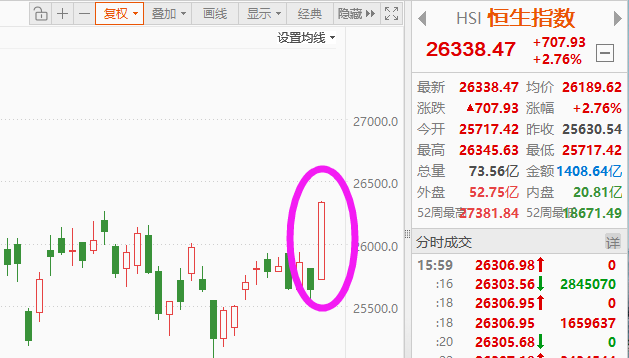 复权 叠加 画线 显示 经典 隐藏
设置均线
27000.0
26500.0
26000.0
25500.0
HSI 恒生指数
26338.47 +707.93
+2.76%
最新 26338.47 均价 26189.62
涨跌 ▲707.93 涨幅 +2.76%
今开 25717.42 昨收 25630.54
最高 26345.63 最低 25717.42
总量 73.56亿 金额 1408.64亿
外盘 52.75亿 内盘 20.81亿
52周最高 27381.84 52周最低 18671.49
分时成交 详
15:59 26306.98 0
:16 26303.56 2845070
:18 26306.95 0
:18 26306.95 1659637
:20 26305.68 0